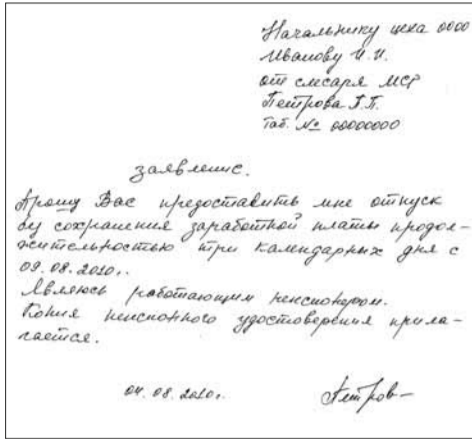 Начальнику цеха 0000
Иванову И.И.
от слесаря МСР
Петрова П.П.
Таб. № 00000000
заявление.
Прошу Вас предоставить мне отпуск
без сохранения заработной платы продол-
жительностью три календарных дня с
09.08.2010г.
Являюсь работающим пенсионером.
Копия пенсионного удостоверения прила-
гается.
04.08.2010г. Петров